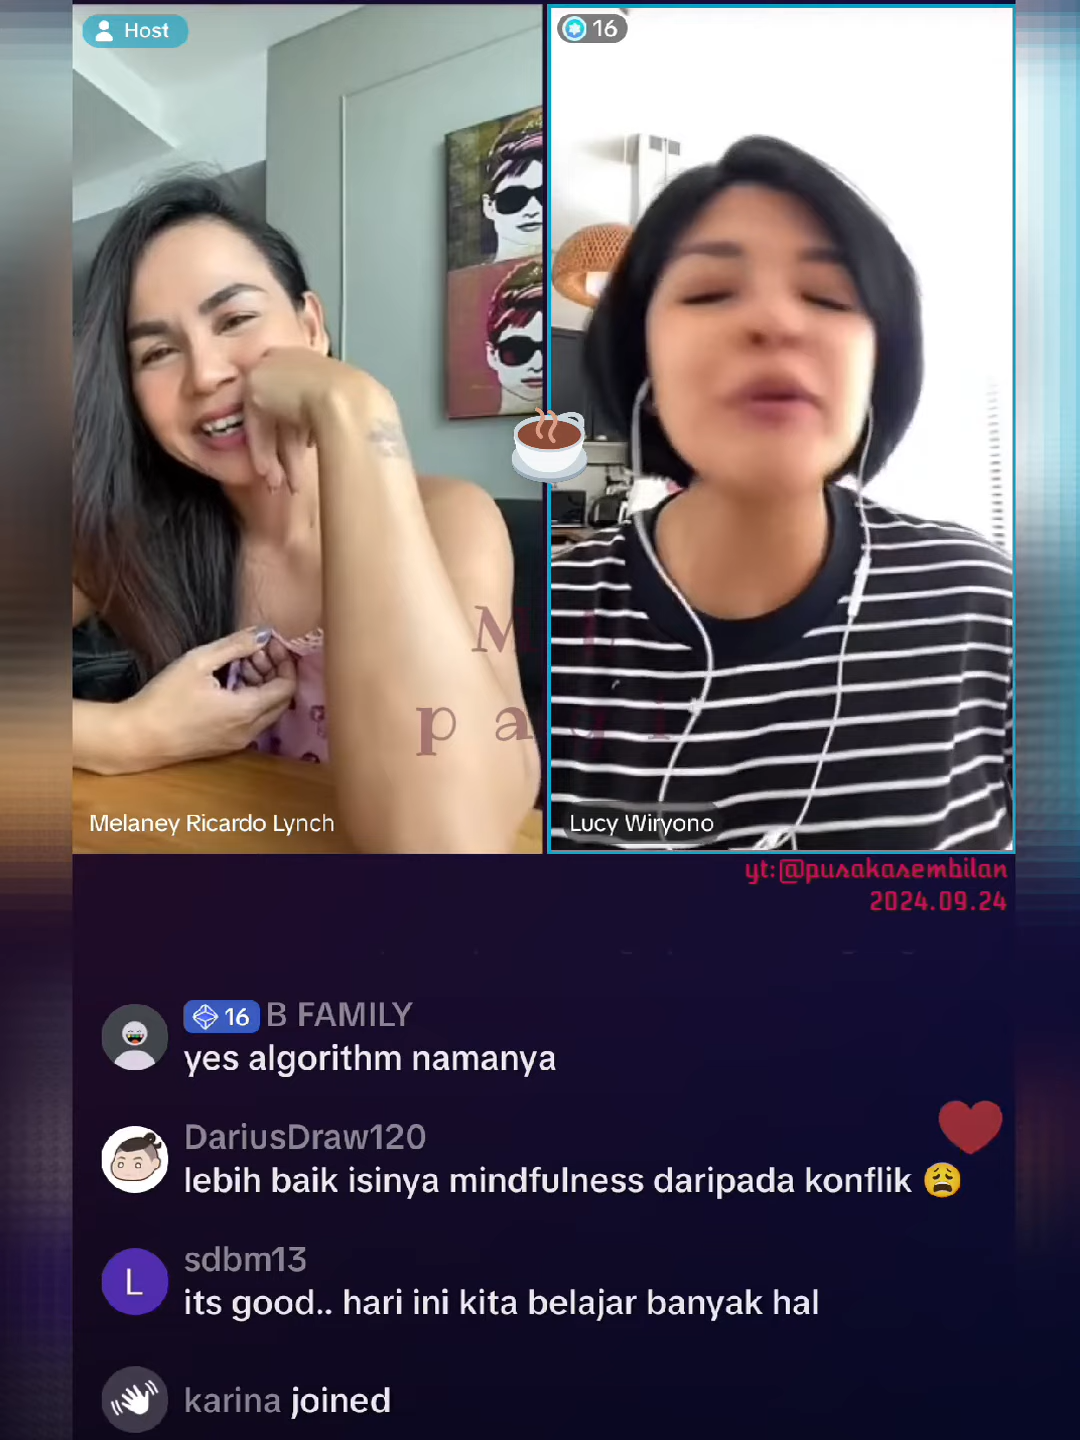 Host
16
M e l
p a g i
Melaney Ricardo Lynch
Lucy Wiryono
yt:@pusakasembilan
2024.09.24
16 B FAMILY
yes algorithm namanya
DariusDraw120
lebih baik isinya mindfulness daripada konflik 😩
L
sdbm13
its good.. hari ini kita belajar banyak hal
karina joined